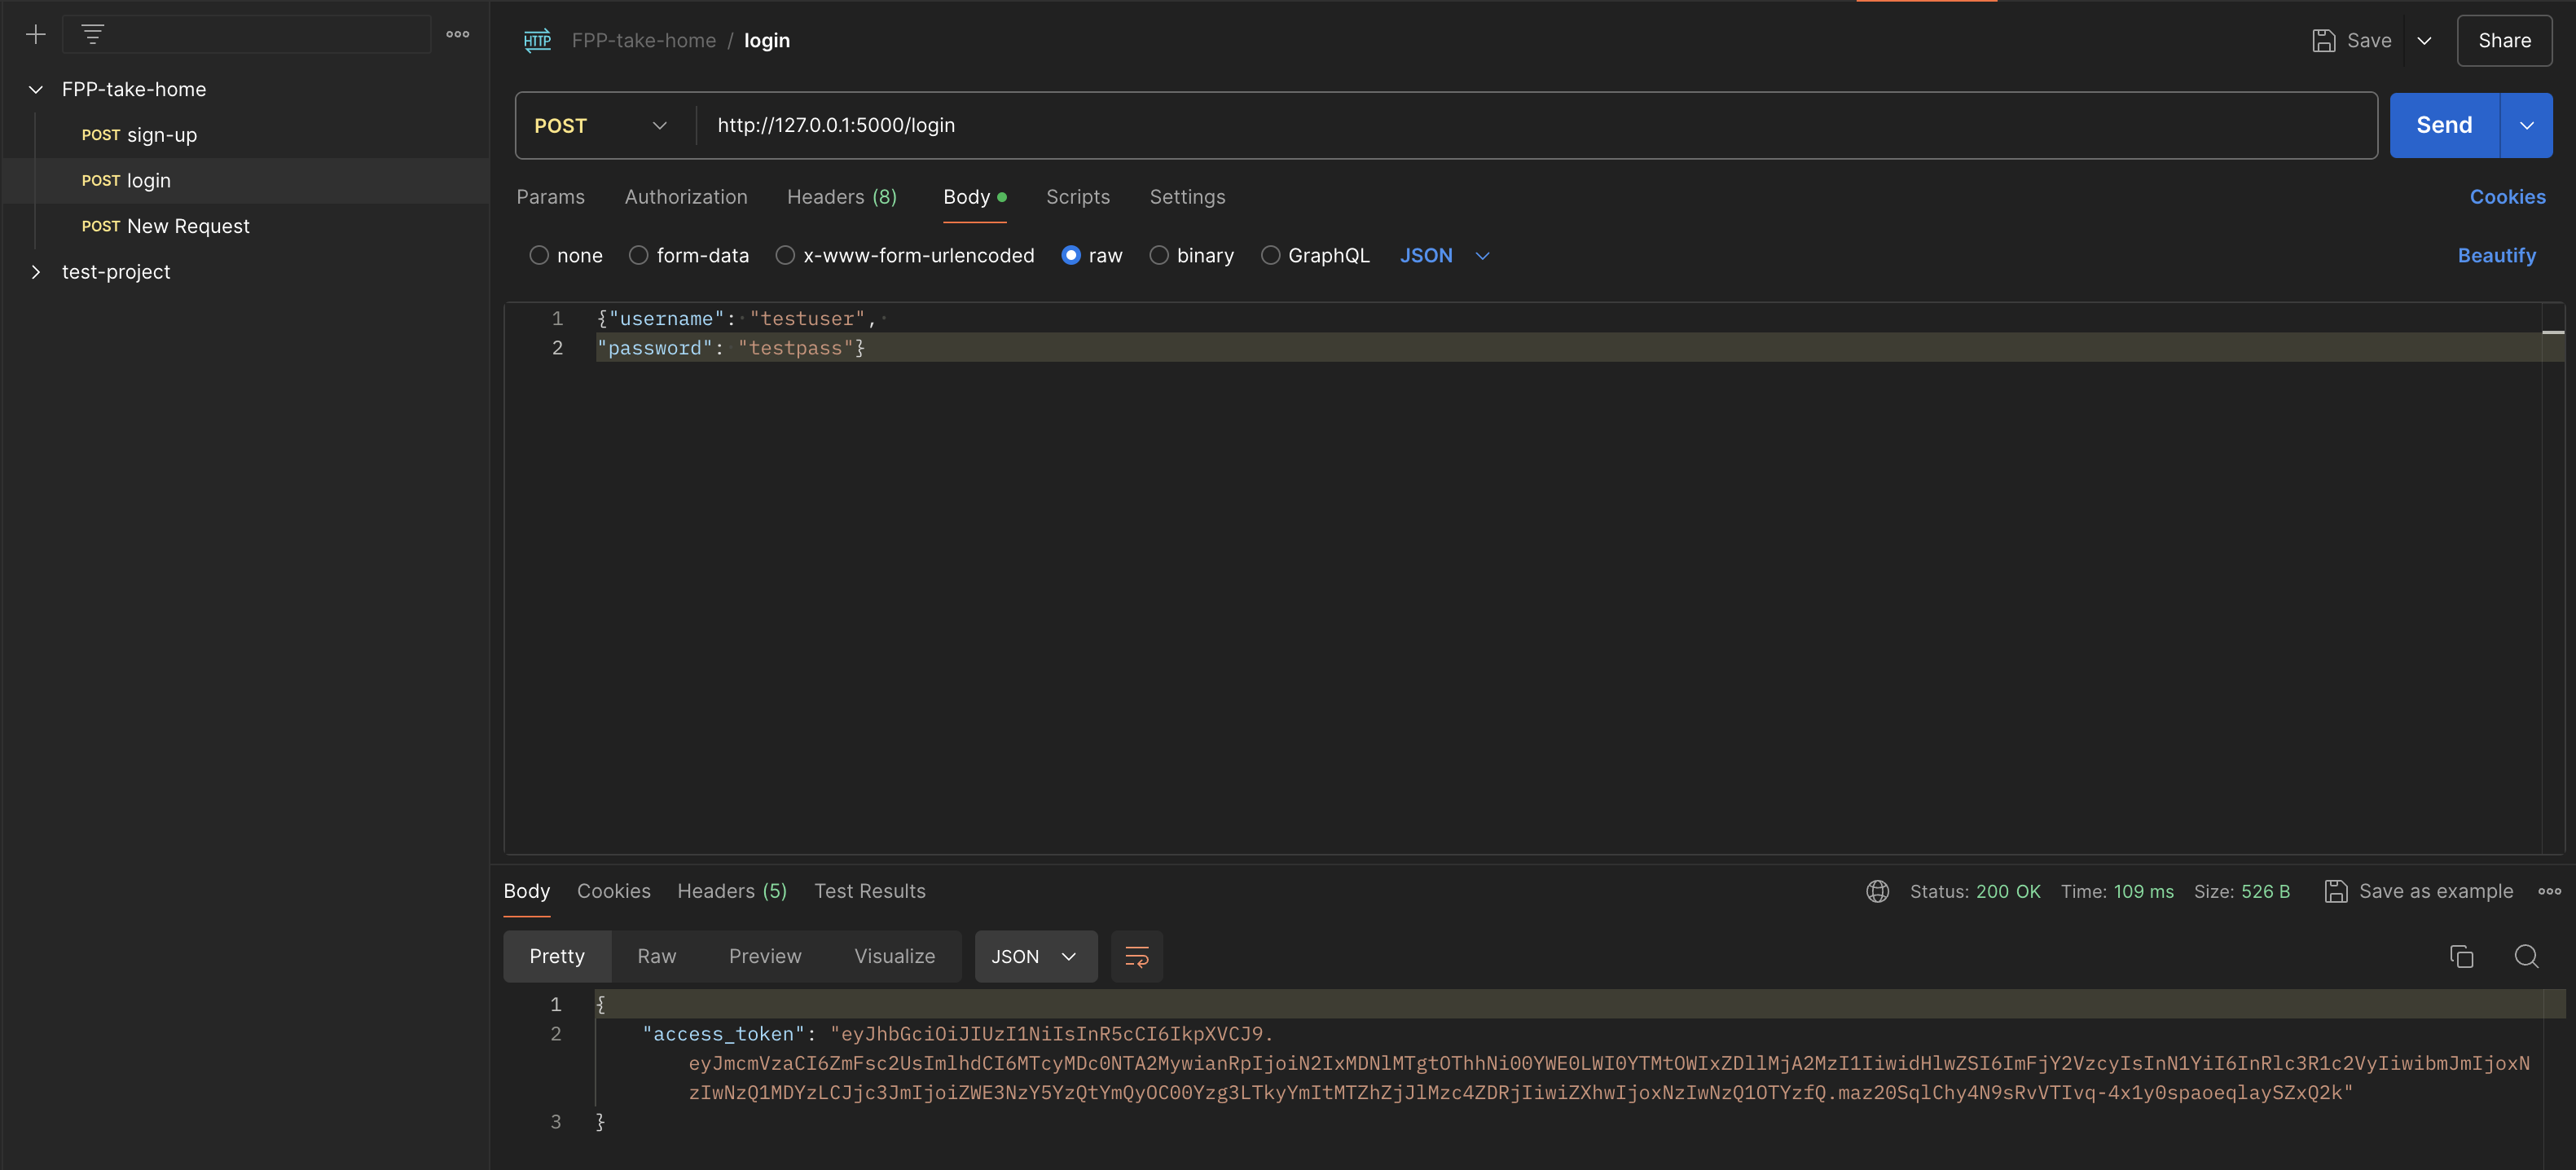 FPP-take-home / login
Save
Share
FPP-take-home
POST sign-up
POST login
POST New Request
test-project
POST
http://127.0.0.1:5000/login
Send
Params Authorization Headers (8) Body Scripts Settings
Cookies
none form-data x-www-form-urlencoded raw binary GraphQL JSON
Beautify
1 {"username": "testuser",
2 "password": "testpass"}
Body Cookies Headers (5) Test Results
Status: 200 OK Time: 109 ms Size: 526 B Save as example
Pretty Raw Preview Visualize JSON
1 {
2 "access_token": "eyJhbGciOiJIUzI1NiIsInR5cCI6IkpXVCJ9.
eyJmcmVzaCI6ZmFsc2UsImlhdCI6MTcyMDc0NTA2MywianRpIjoiN2IxMDNlMTgtOThhNi00YWE0LWI0YTMtOWIxZDllMjA2MzI1IiwidHlwZSI6ImFjY2VzcyIsInN1YiI6InRlc3R1c2VyIiwibmJmIjoxN
zIwNzQ1MDYzLCJjc3JmIjoiZWE3NzY5YzQtYmQyOC00Yzg3LTkyYmItMTZhZjJlMzc4ZDRjIiwiZXhwIjoxNzIwNzQ1OTYzfQ.maz20SqlChy4N9sRvVTIvq-4x1y0spaoeqlaySZxQ2k"
3 }
HTTP